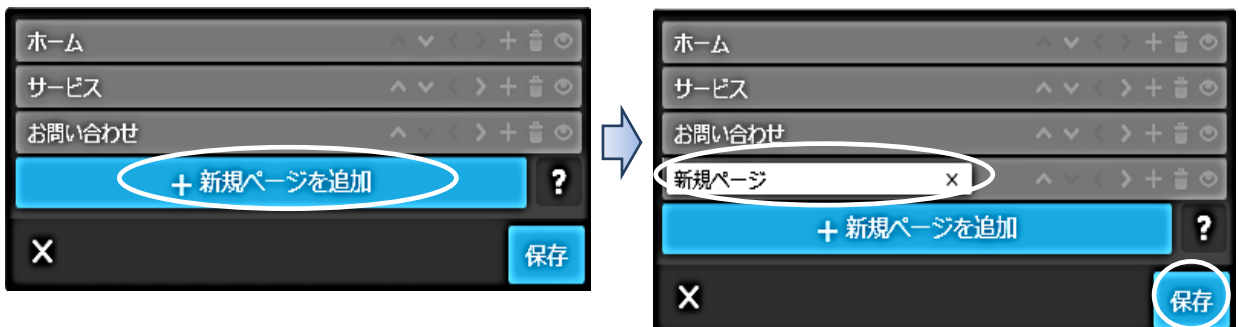 ホーム
サービス
お問い合わせ
+ 新規ページを追加
?
X
保存
ホーム
サービス
お問い合わせ
新規ページ x
+ 新規ページを追加
?
X
保存